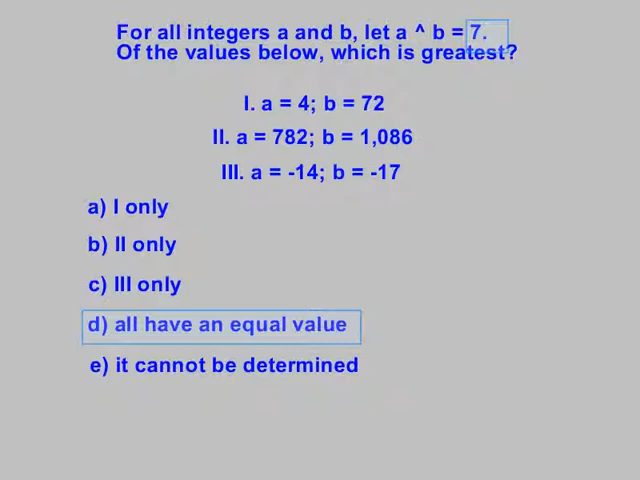 For all integers a and b, let a ^ b = 7.
Of the values below, which is greatest?
I. a = 4; b = 72
II. a = 782; b = 1,086
III. a = -14; b = -17
a) I only
b) II only
c) III only
d) all have an equal value
e) it cannot be determined